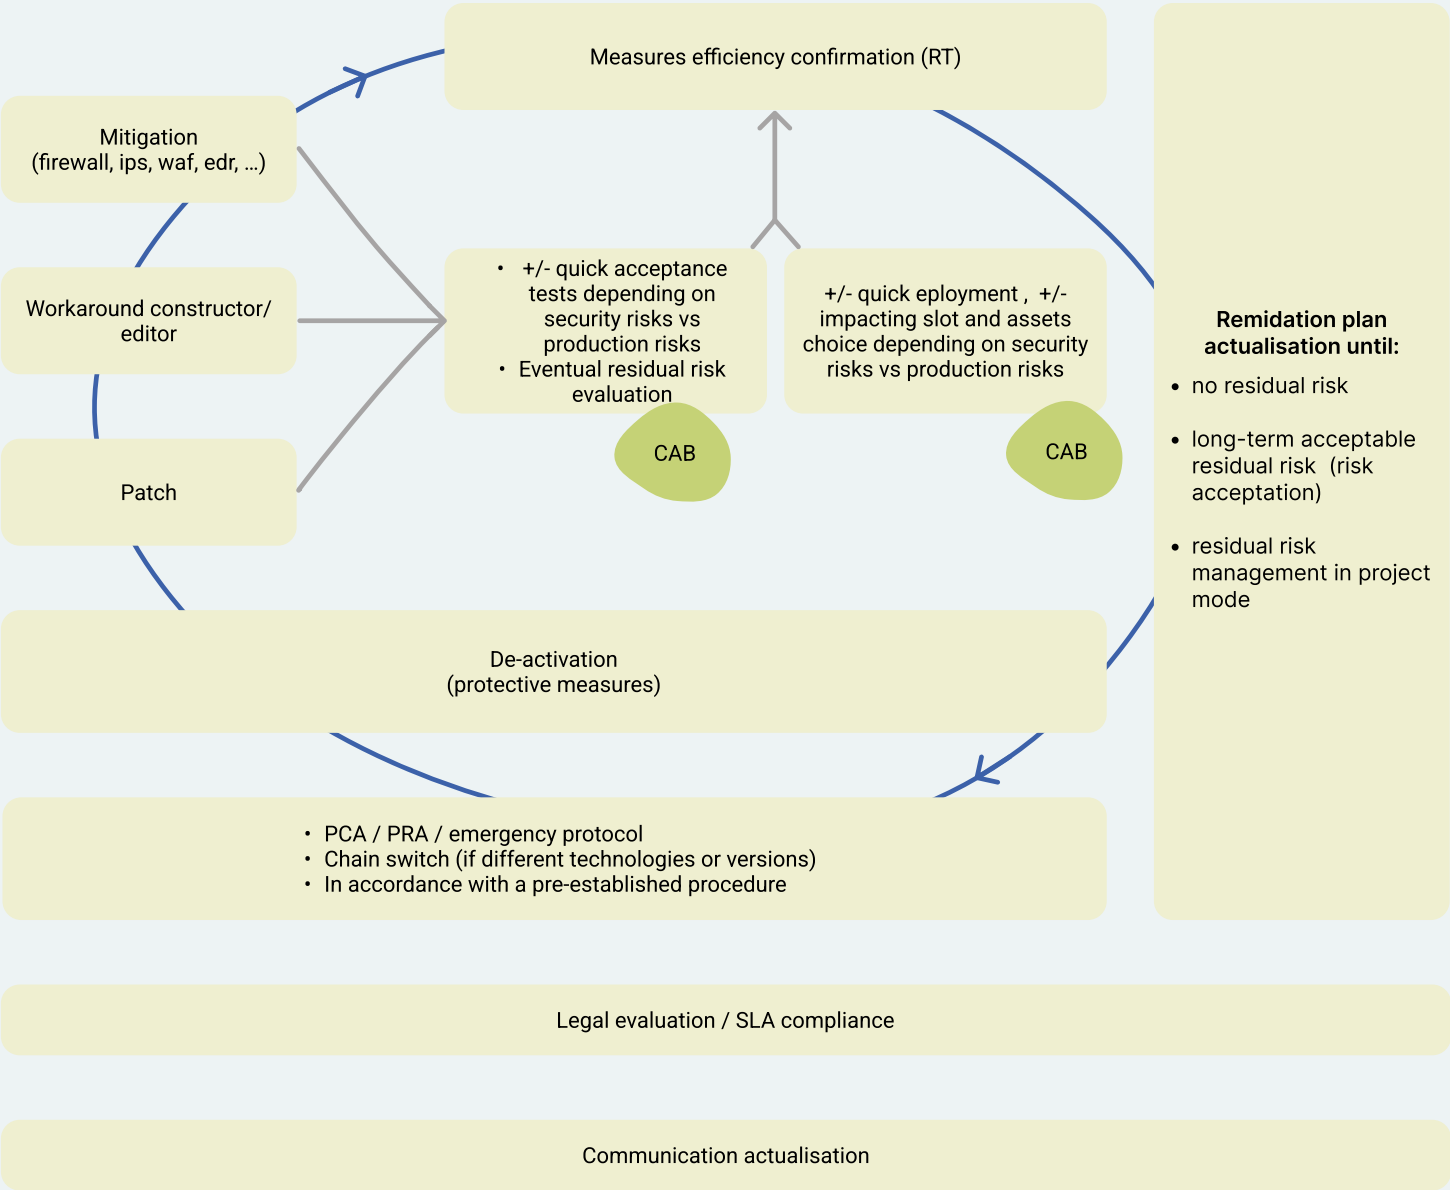 Measures efficiency confirmation (RT)
Mitigation
(firewall, ips, waf, edr, ...)
Workaround constructor/
editor
Patch
• +/- quick acceptance
tests depending on
security risks vs
production risks
• Eventual residual risk
evaluation
CAB
+/- quick eployment , +/-
impacting slot and assets
choice depending on security
risks vs production risks
CAB
Remidation plan
actualisation until:
• no residual risk
• long-term acceptable
residual risk (risk
acceptation)
• residual risk
management in project
mode
De-activation
(protective measures)
• PCA / PRA / emergency protocol
• Chain switch (if different technologies or versions)
• In accordance with a pre-established procedure
Legal evaluation / SLA compliance
Communication actualisation